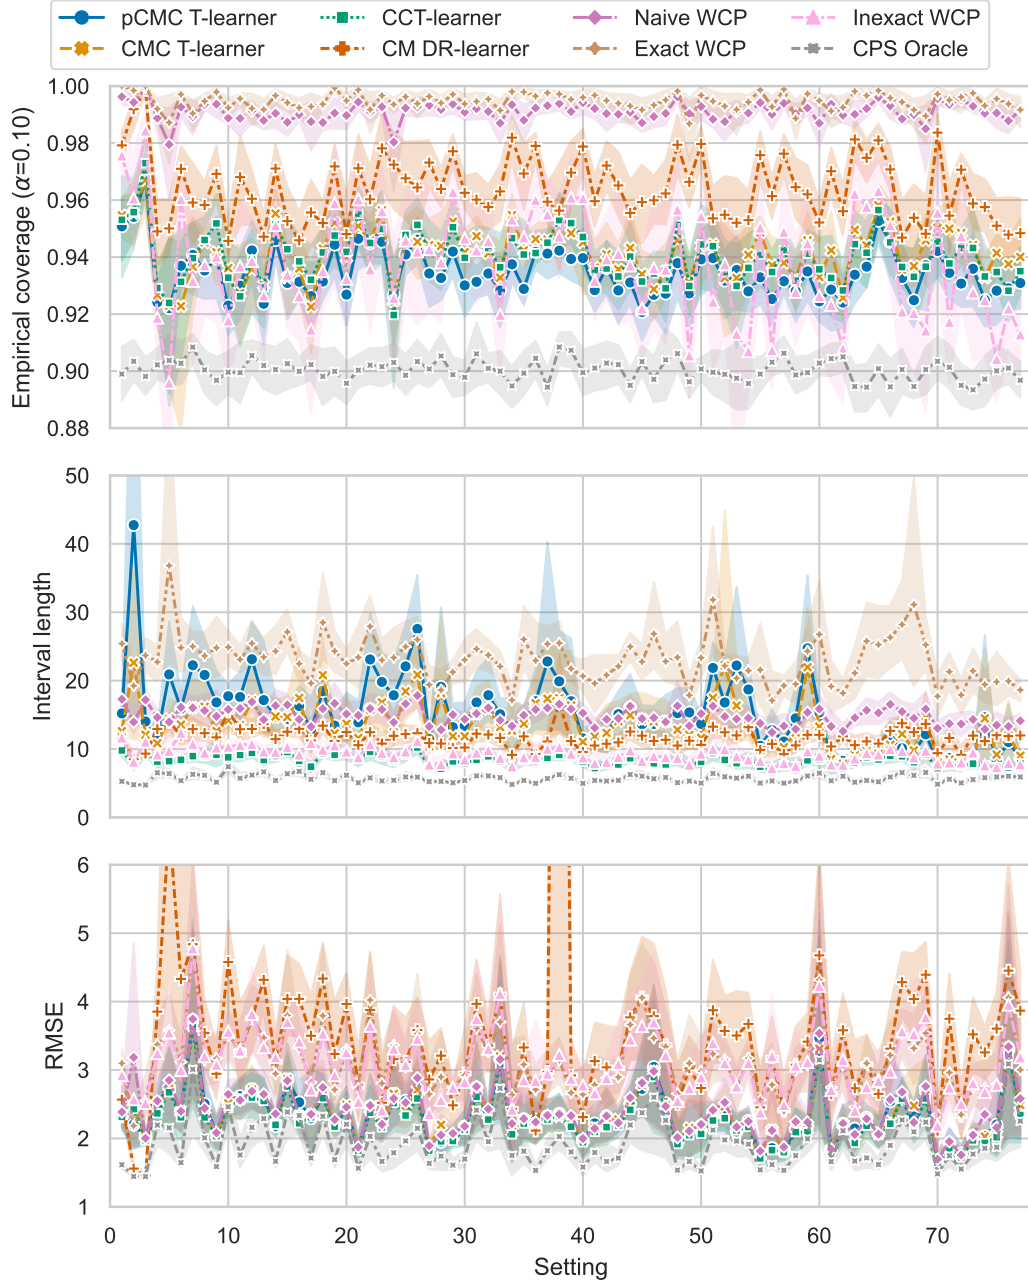 pCMC T-learner CCT-learner Naive WCP Inexact WCP
CMC T-learner CM DR-learner Exact WCP CPS Oracle
Empirical coverage (α=0.10)
1.00
0.98
0.96
0.94
0.92
0.90
0.88
Interval length
50
40
30
20
10
0
RMSE
6
5
4
3
2
1
0 10 20 30 40 50 60 70
Setting